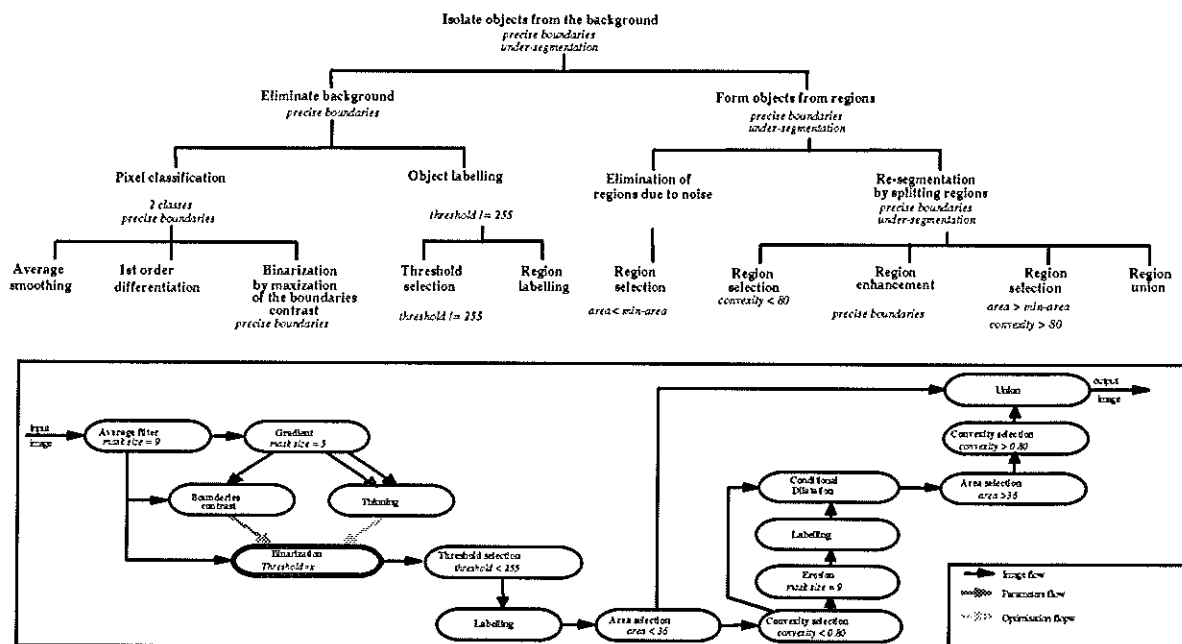 Isolate objects from the background
precise boundaries
under-segmentation
Eliminate background
precise boundaries
Form objects from regions
precise boundaries
under-segmentation
Pixel classification
2 classes
precise boundaries
Object labelling
threshold != 255
Elimination of
regions due to noise
Re-segmentation
by splitting regions
precise boundaries
under-segmentation
Average
smoothing
1st order
differentiation
Binarization
by maxization
of the boundaries
contrast
precise boundaries
Threshold
selection
threshold != 255
Region
labelling
Region
selection
area< min-area
Region
selection
convexity < 80
Region
enhancement
precise boundaries
Region
selection
area > min-area
convexity > 80
Region
union
input
image
Average filter
mask size = 9
Gradient
mask size = 3
Bounderies
contrast
Thinning
Binarization
Threshold=x
Threshold selection
threshold < 255
Labelling
Area selection
area < 36
Convexity selection
convexity < 0.80
Erosion
mask size = 9
Labelling
Conditional
Dilatation
Area selection
area >36
Convexity selection
convexity > 0.80
Union
output
image
Image flow
Parameters flow
Optimisation flow